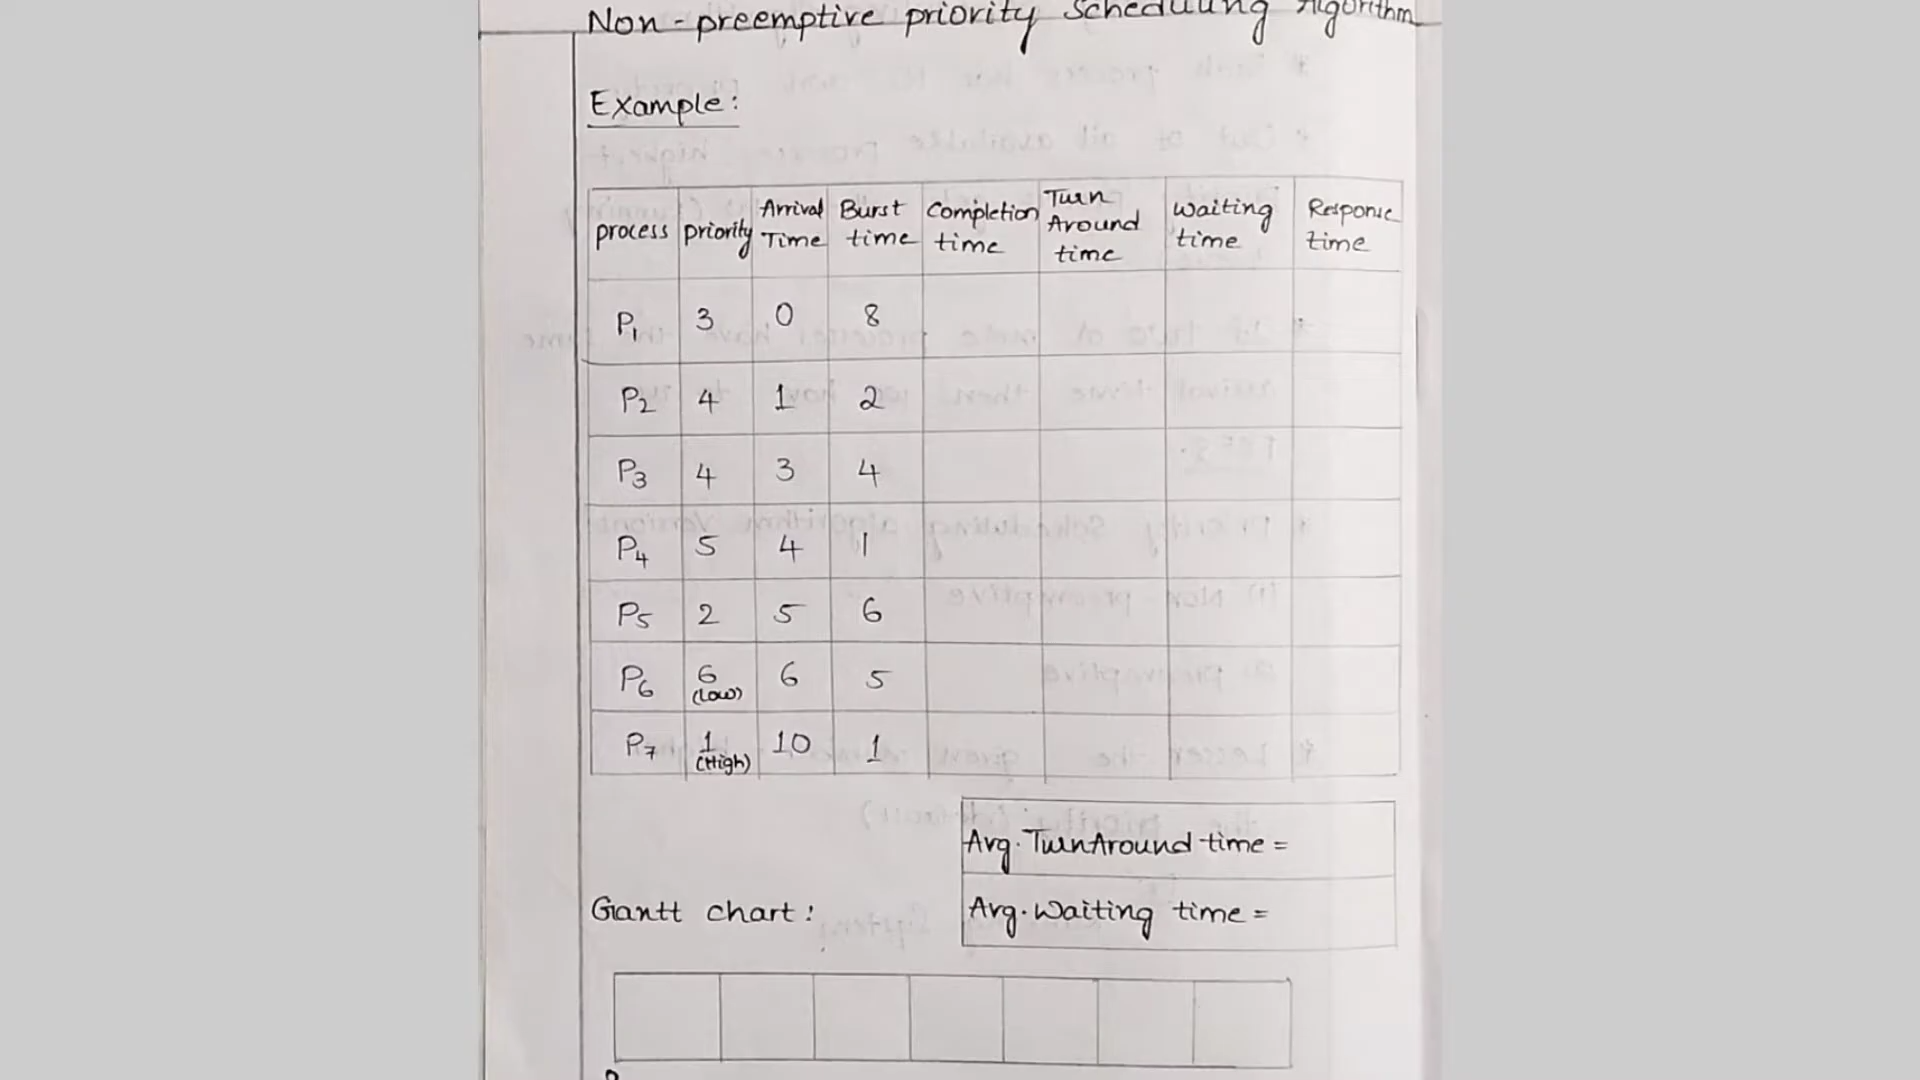 Non-preemptive priority Scheduling Algorithm
Example:
process priority Arrival Time Burst time Completion time Turn Around time Waiting time Response time
P1 3 0 8
P2 4 1 2
P3 4 3 4
P4 5 4 1
P5 2 5 6
P6 6 (Low) 6 5
P7 1 (High) 10 1
Avg. TurnAround time =
Gantt chart:
Avg. Waiting time =